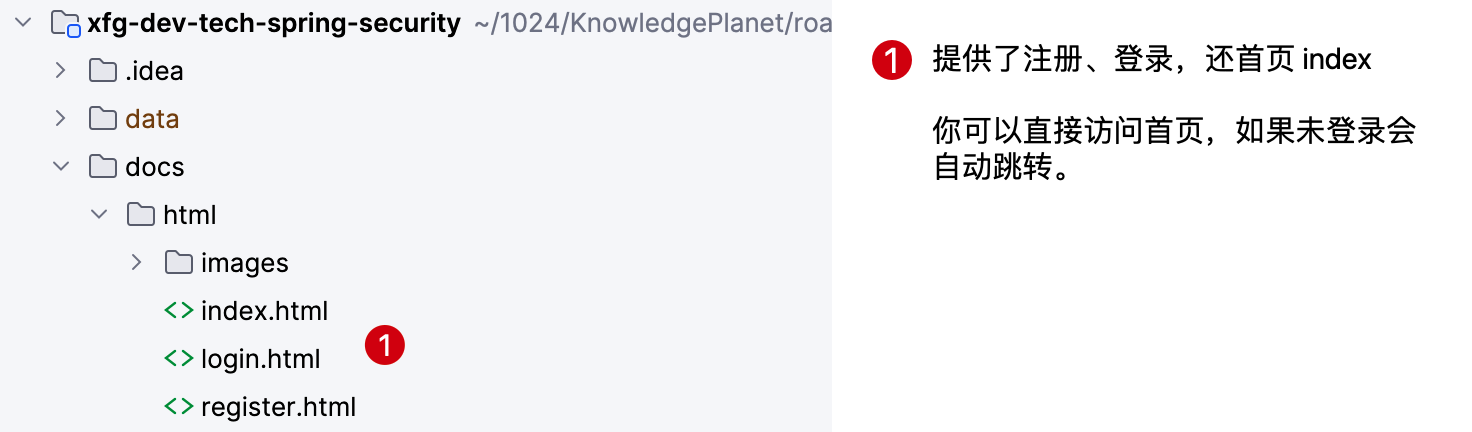 xfg-dev-tech-spring-security ~/1024/KnowledgePlanet/roa
.idea
data
docs
html
images
index.html
login.html
1
register.html
1 提供了注册、登录，还首页 index
你可以直接访问首页，如果未登录会
自动跳转。